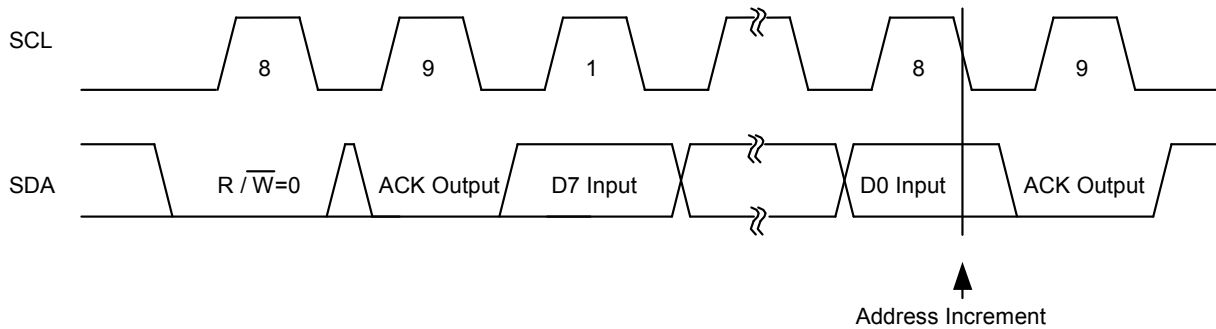 SCL
8
9
1
8
9
SDA
R / W=0
ACK Output
D7 Input
D0 Input
ACK Output
Address Increment